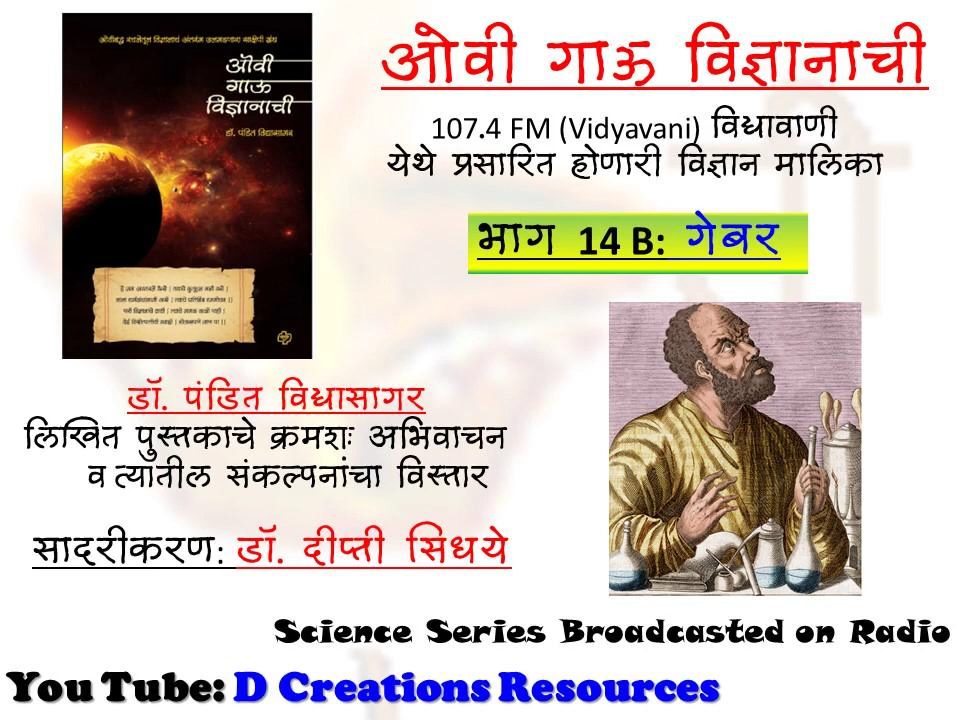 ओवी
गाऊ
विज्ञानाची
डॉ. पंडित विद्यासागर
ओवी गाऊ विज्ञानाची
107.4 FM (Vidyavani) विद्यावाणी
येथे प्रसारित होणारी विज्ञान मालिका
भाग 14 B: गेबर
डॉ. पंडित विद्यासागर
लिखित पुस्तकाचे क्रमशः अभिवाचन
व त्यातील संकल्पनांचा विस्तार
सादरीकरण: डॉ. दीप्ती सिधये
Science Series Broadcasted on Radio
You Tube: D Creations Resources